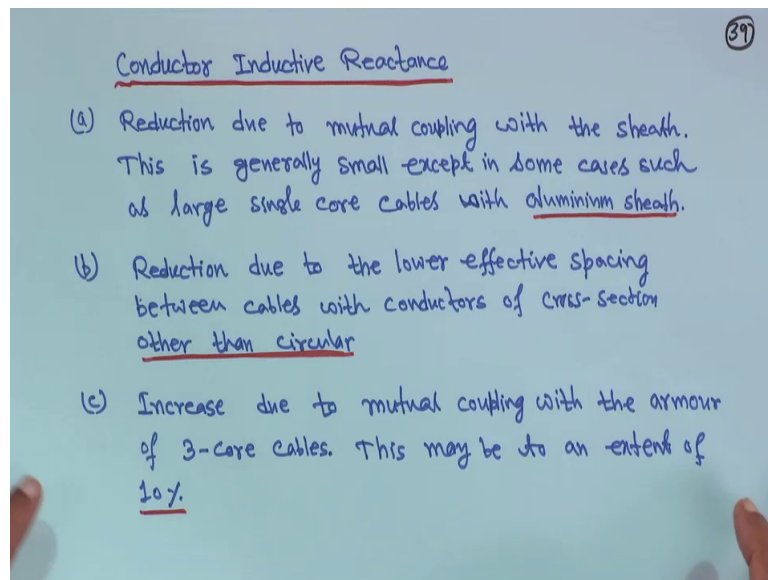 39
Conductor Inductive Reactance
(a) Reduction due to mutual coupling with the sheath.
This is generally small except in some cases such
as large single core cables with aluminium sheath.
(b) Reduction due to the lower effective spacing
between cables with conductors of cross-section
other than circular
(c) Increase due to mutual coupling with the armour
of 3-core cables. This may be to an extent of
10%.